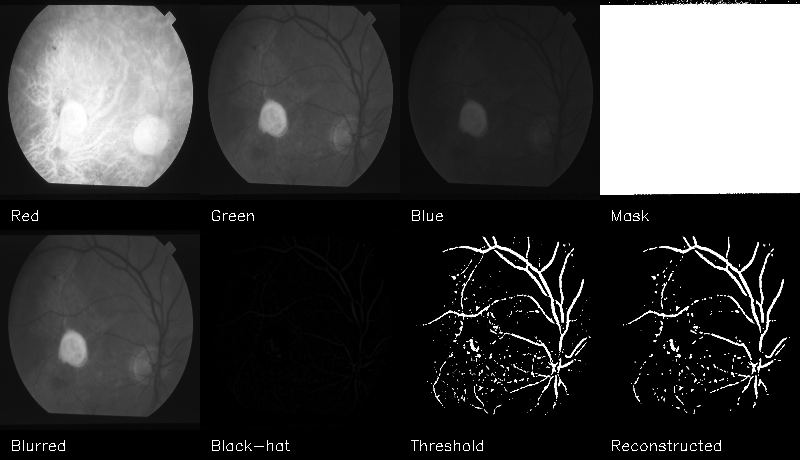 Red
Green
Blue
Mask
Blurred
Black-hat
Threshold
Reconstructed